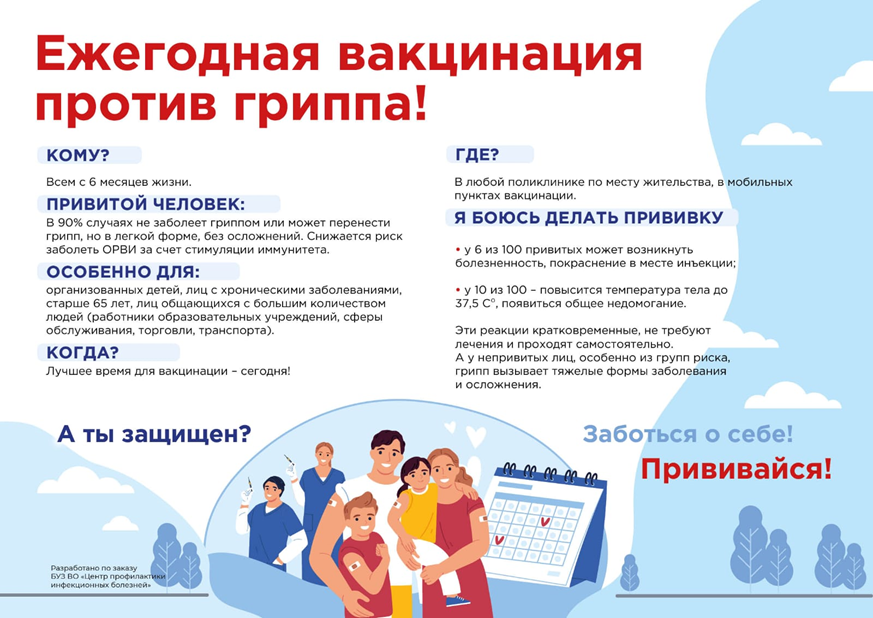 Ежегодная вакцинация
против гриппа!
КОМУ?
Всем с 6 месяцев жизни.
ПРИВИТОЙ ЧЕЛОВЕК:
В 90% случаях не заболеет гриппом или может перенести
грипп, но в легкой форме, без осложнений. Снижается риск
заболеть ОРВИ за счет стимуляции иммунитета.
ОСОБЕННО ДЛЯ:
организованных детей, лиц с хроническими заболеваниями,
старше 65 лет, лиц общающихся с большим количеством
людей (работники образовательных учреждений, сферы
обслуживания, торговли, транспорта).
КОГДА?
Лучшее время для вакцинации – сегодня!
ГДЕ?
В любой поликлинике по месту жительства, в мобильных
пунктах вакцинации.
Я БОЮСЬ ДЕЛАТЬ ПРИВИВКУ
• у 6 из 100 привитых может возникнуть
болезненность, покраснение в месте инъекции;
• у 10 из 100 – повысится температура тела до
37,5 С°, появиться общее недомогание.
Эти реакции кратковременные, не требуют
лечения и проходят самостоятельно.
А у непривитых лиц, особенно из групп риска,
грипп вызывает тяжелые формы заболевания
и осложнения.
А ты защищен?
Заботься о себе!
Прививайся!
Разработано по заказу
БУЗ ВО «Центр профилактики
инфекционных болезней»